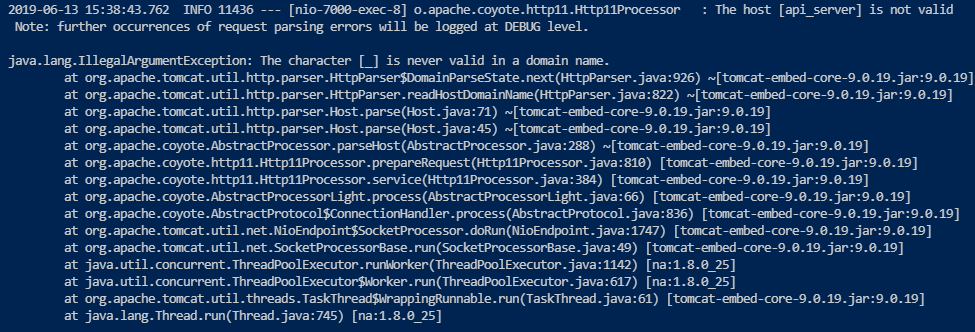 2019-06-13 15:38:43.762  INFO 11436 --- [nio-7000-exec-8] o.apache.coyote.http11.Http11Processor   : The host [api_server] is not valid
 Note: further occurrences of request parsing errors will be logged at DEBUG level.

java.lang.IllegalArgumentException: The character [_] is never valid in a domain name.
        at org.apache.tomcat.util.http.parser.HttpParser$DomainParseState.next(HttpParser.java:926) ~[tomcat-embed-core-9.0.19.jar:9.0.19]
        at org.apache.tomcat.util.http.parser.HttpParser.readHostDomainName(HttpParser.java:822) ~[tomcat-embed-core-9.0.19.jar:9.0.19]
        at org.apache.tomcat.util.http.parser.Host.parse(Host.java:71) ~[tomcat-embed-core-9.0.19.jar:9.0.19]
        at org.apache.tomcat.util.http.parser.Host.parse(Host.java:45) ~[tomcat-embed-core-9.0.19.jar:9.0.19]
        at org.apache.coyote.AbstractProcessor.parseHost(AbstractProcessor.java:288) ~[tomcat-embed-core-9.0.19.jar:9.0.19]
        at org.apache.coyote.http11.Http11Processor.prepareRequest(Http11Processor.java:810) [tomcat-embed-core-9.0.19.jar:9.0.19]
        at org.apache.coyote.http11.Http11Processor.service(Http11Processor.java:384) [tomcat-embed-core-9.0.19.jar:9.0.19]
        at org.apache.coyote.AbstractProcessorLight.process(AbstractProcessorLight.java:66) [tomcat-embed-core-9.0.19.jar:9.0.19]
        at org.apache.coyote.AbstractProtocol$ConnectionHandler.process(AbstractProtocol.java:836) [tomcat-embed-core-9.0.19.jar:9.0.19]
        at org.apache.tomcat.util.net.NioEndpoint$SocketProcessor.doRun(NioEndpoint.java:1747) [tomcat-embed-core-9.0.19.jar:9.0.19]
        at org.apache.tomcat.util.net.SocketProcessorBase.run(SocketProcessorBase.java:49) [tomcat-embed-core-9.0.19.jar:9.0.19]
        at java.util.concurrent.ThreadPoolExecutor.runWorker(ThreadPoolExecutor.java:1142) [na:1.8.0_25]
        at java.util.concurrent.ThreadPoolExecutor$Worker.run(ThreadPoolExecutor.java:617) [na:1.8.0_25]
        at org.apache.tomcat.util.threads.TaskThread$WrappingRunnable.run(TaskThread.java:61) [tomcat-embed-core-9.0.19.jar:9.0.19]
        at java.lang.Thread.run(Thread.java:745) [na:1.8.0_25]